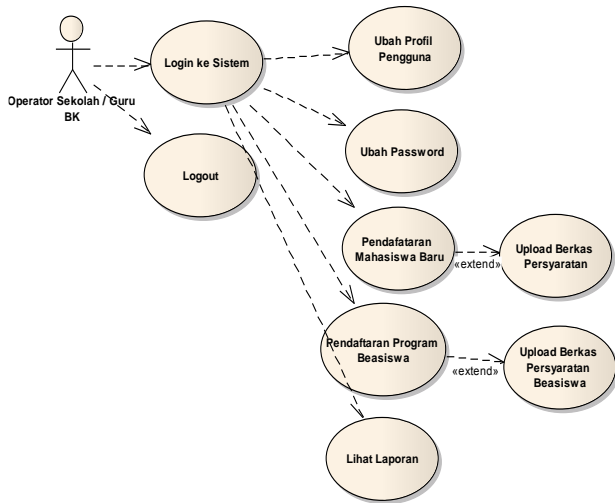 Operator Sekolah / Guru
BK
Login ke Sistem
Logout
Ubah Profil
Pengguna
Ubah Password
Pendafataran
Mahasiswa Baru
«extend»
Upload Berkas
Persyaratan
Pendaftaran Program
Beasiswa
«extend»
Upload Berkas
Persyaratan
Beasiswa
Lihat Laporan